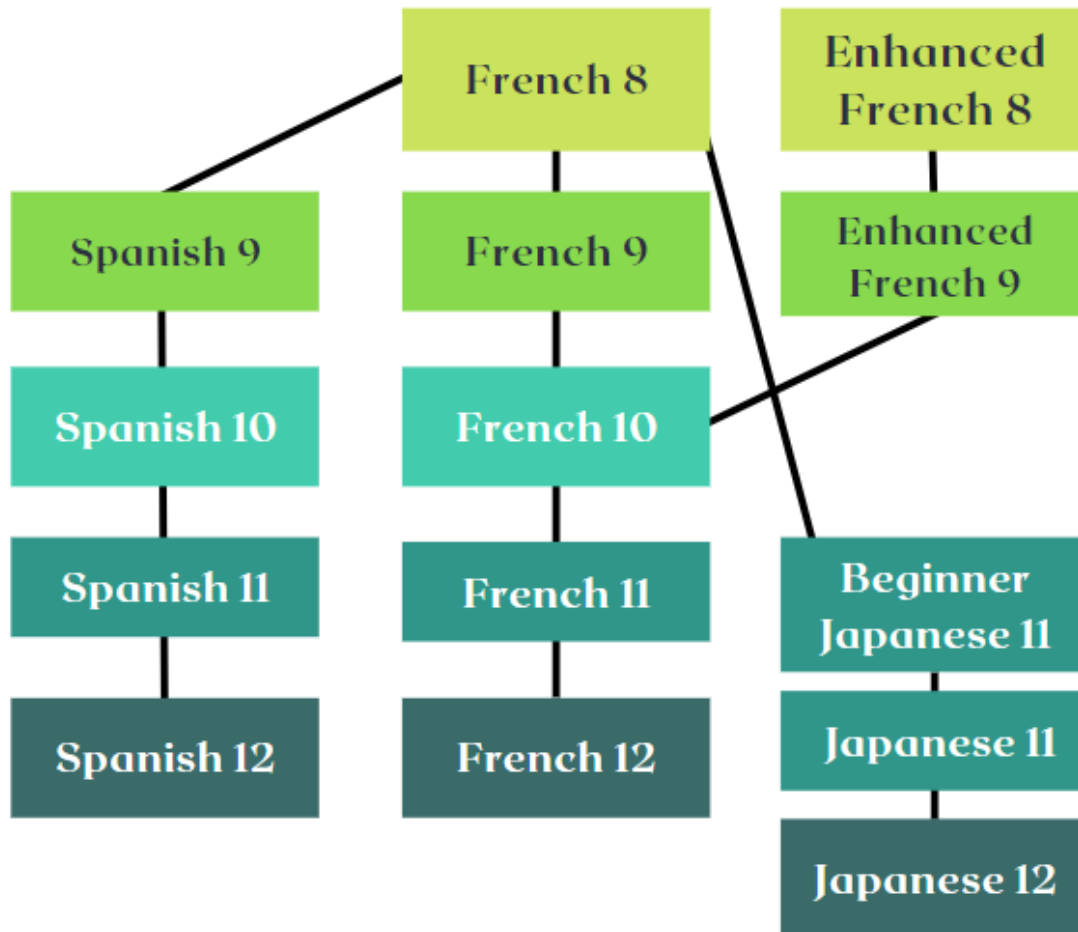 French 8
Enhanced
French 8
Spanish 9
French 9
Enhanced
French 9
Spanish 10
French 10
Spanish 11
French 11
Beginner
Japanese 11
Spanish 12
French 12
Japanese 11
Japanese 12